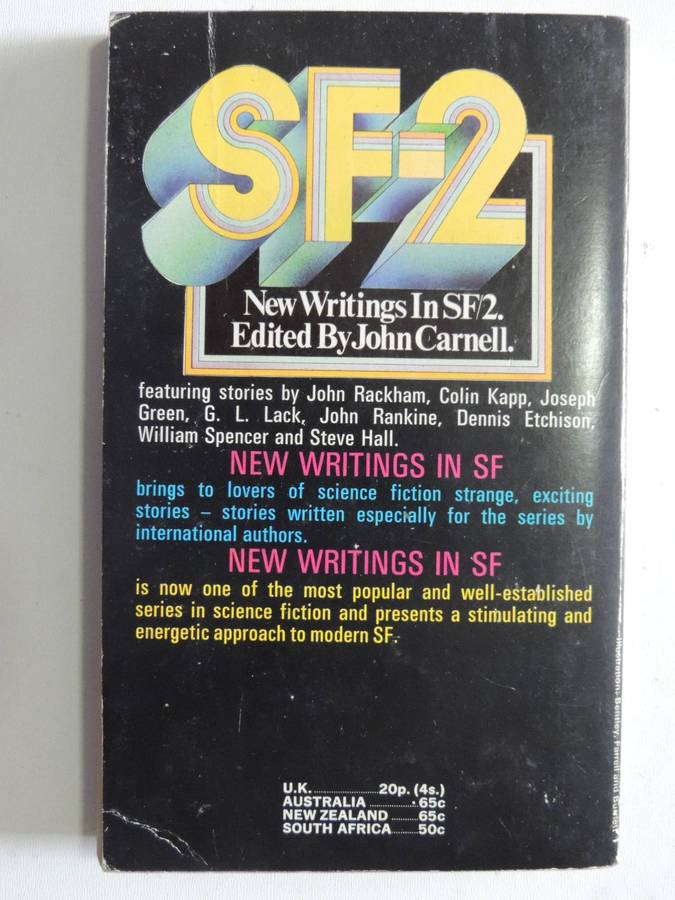 SF-2
New Writings In SF/2.
Edited By John Carnell.
featuring stories by John Rackham, Colin Kapp, Joseph
Green, G. L. Lack, John Rankine, Dennis Etchison,
William Spencer and Steve Hall.
NEW WRITINGS IN SF
brings to lovers of science fiction strange, exciting
stories – stories written especially for the series by
international authors.
NEW WRITINGS IN SF
is now one of the most popular and well-established
series in science fiction and presents a stimulating and
energetic approach to modern SF.
U.K. 20p. (4s.)
AUSTRALIA 65c
NEW ZEALAND 65c
SOUTH AFRICA 50c
Illustration: Bentley, Farrell and